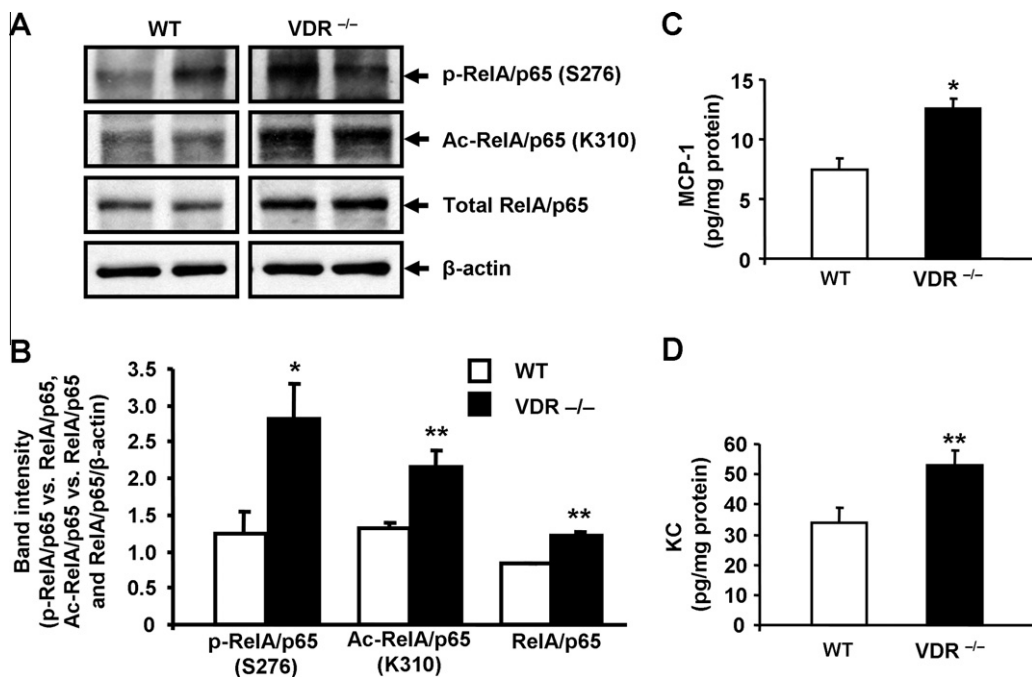 A
WT
VDR –/–
p-RelA/p65 (S276)
Ac-RelA/p65 (K310)
Total RelA/p65
β-actin
B
Band intensity
(p-RelA/p65 vs. RelA/p65,
Ac-RelA/p65 vs. RelA/p65
and RelA/p65/β-actin)
3.5
3.0
2.5
2.0
1.5
1.0
0.5
0
*
**
**
WT
VDR –/–
p-RelA/p65
(S276)
Ac-RelA/p65
(K310)
RelA/p65
C
MCP-1
(pg/mg protein)
15
10
5
0
*
WT
VDR –/–
D
KC
(pg/mg protein)
60
50
40
30
20
10
0
**
WT
VDR –/–